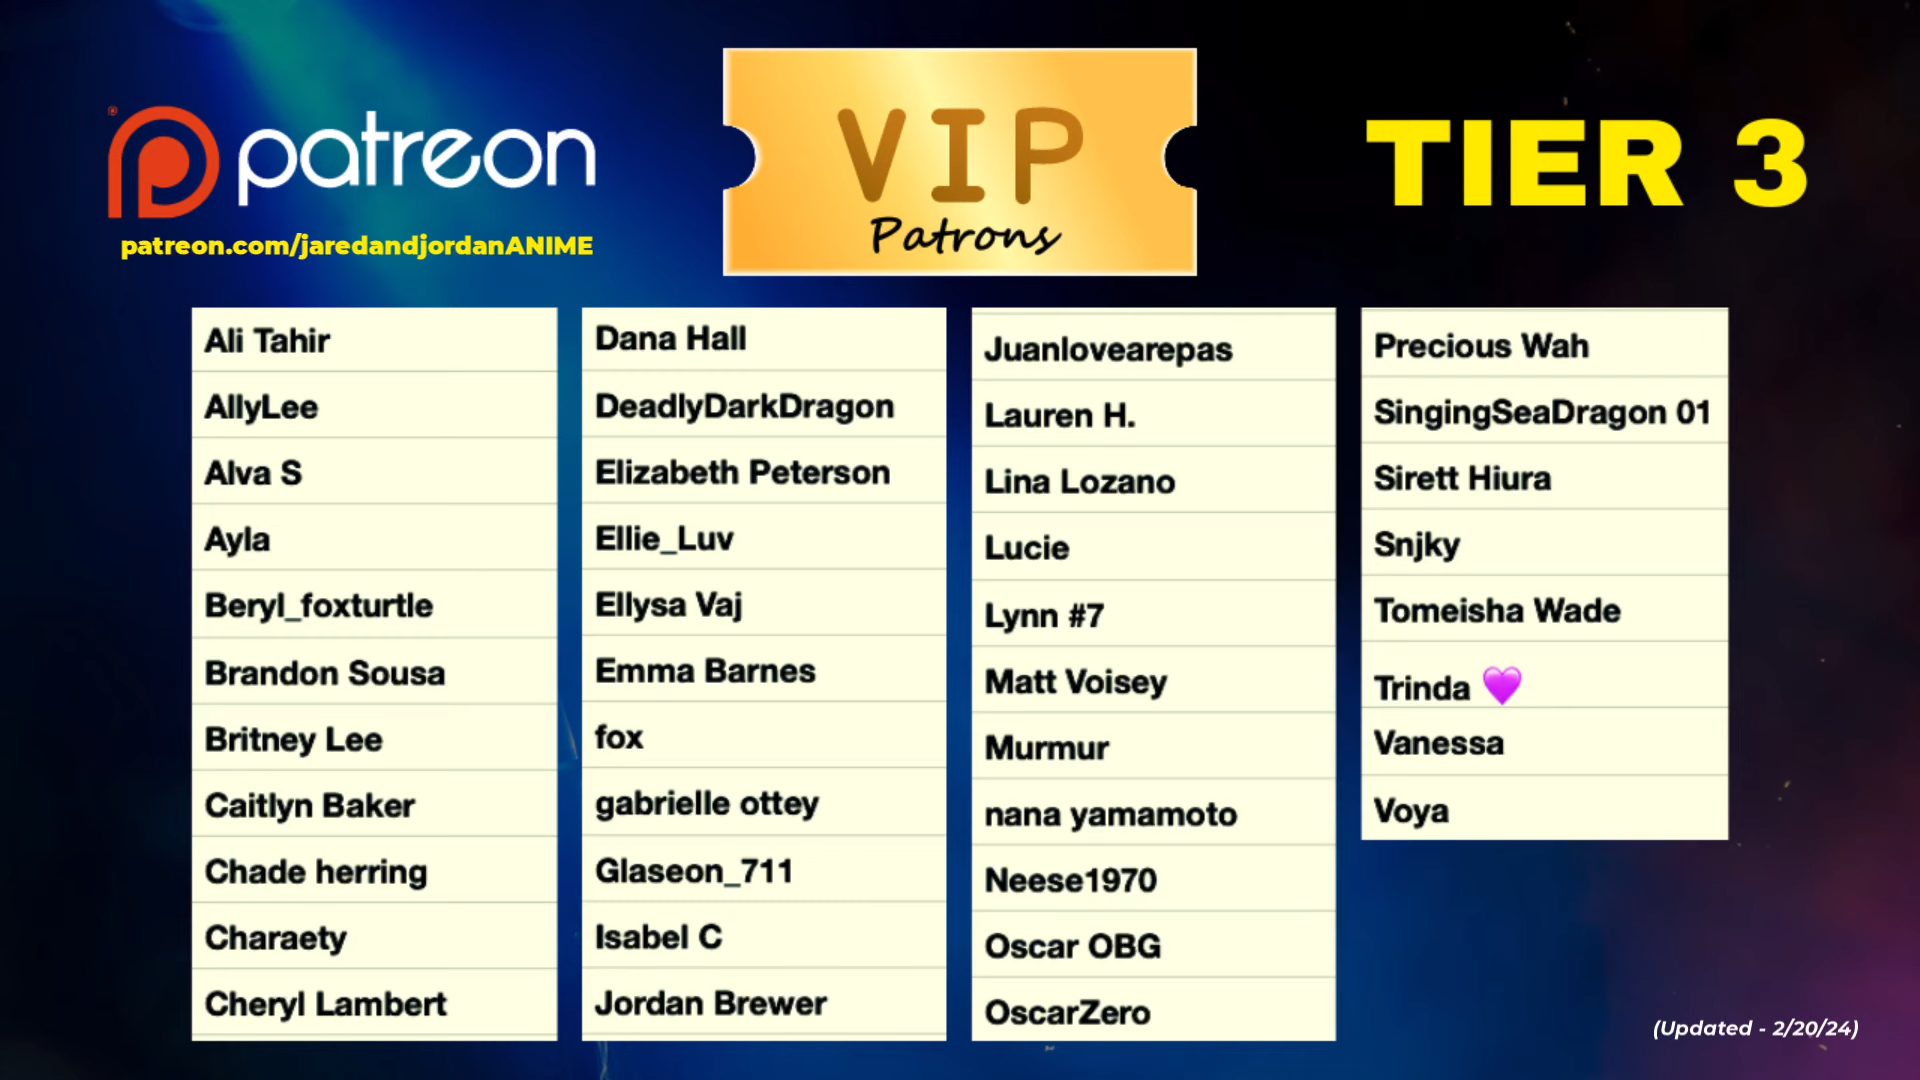 patreon
patreon.com/jaredandjordanANIME
VIP
Patrons
TIER 3
Ali Tahir
AllyLee
Alva S
Ayla
Beryl_foxturtle
Brandon Sousa
Britney Lee
Caitlyn Baker
Chade herring
Charaety
Cheryl Lambert
Dana Hall
DeadlyDarkDragon
Elizabeth Peterson
Ellie_Luv
Ellysa Vaj
Emma Barnes
fox
gabrielle ottey
Glaseon_711
Isabel C
Jordan Brewer
Juanlovearepas
Lauren H.
Lina Lozano
Lucie
Lynn #7
Matt Voisey
Murmur
nana yamamoto
Neese1970
Oscar OBG
OscarZero
Precious Wah
SingingSeaDragon 01
Sirett Hiura
Snjky
Tomeisha Wade
Trinda 💜
Vanessa
Voya
(Updated - 2/20/24)